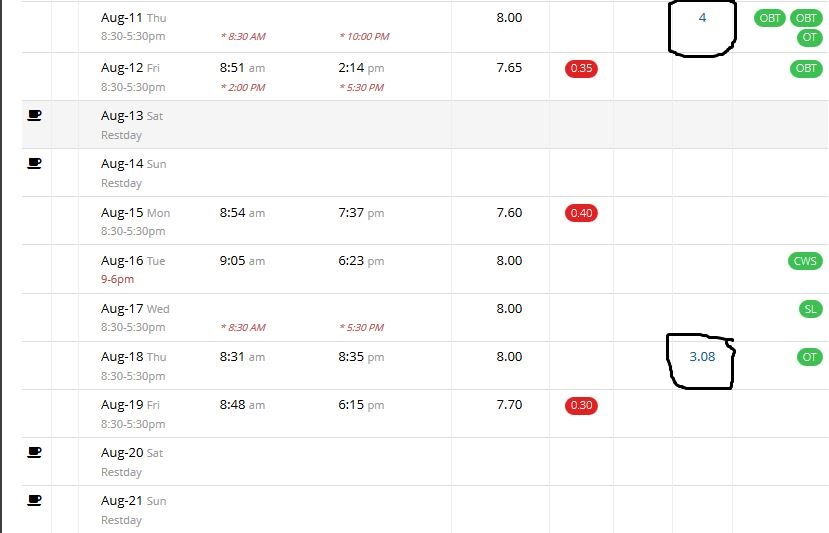 Aug-11 Thu 8.00 4 OBT OBT
8:30-5:30pm * 8:30 AM * 10:00 PM OT
Aug-12 Fri 8:51 am 2:14 pm 7.65 0.35 OBT
8:30-5:30pm * 2:00 PM * 5:30 PM
Aug-13 Sat
Restday
Aug-14 Sun
Restday
Aug-15 Mon 8:54 am 7:37 pm 7.60 0.40
8:30-5:30pm
Aug-16 Tue 9:05 am 6:23 pm 8.00 CWS
9-6pm
Aug-17 Wed 8.00 SL
8:30-5:30pm * 8:30 AM * 5:30 PM
Aug-18 Thu 8:31 am 8:35 pm 8.00 3.08 OT
8:30-5:30pm
Aug-19 Fri 8:48 am 6:15 pm 7.70 0.30
8:30-5:30pm
Aug-20 Sat
Restday
Aug-21 Sun
Restday